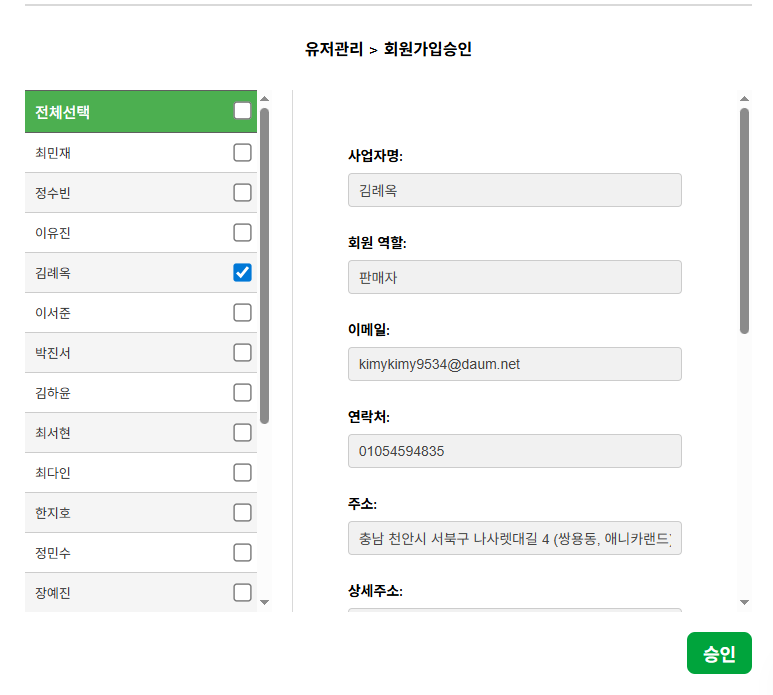 유저관리 > 회원가입승인
전체선택
최민재
정수빈
이유진
김례옥
이서준
박진서
김하윤
최서현
최다인
한지호
정민수
장예진
사업자명:
김례옥
회원 역할:
판매자
이메일:
kimykimy9534@daum.net
연락처:
01054594835
주소:
충남 천안시 서북구 나사렛대길 4 (쌍용동, 애니카랜드)
상세주소:
승인